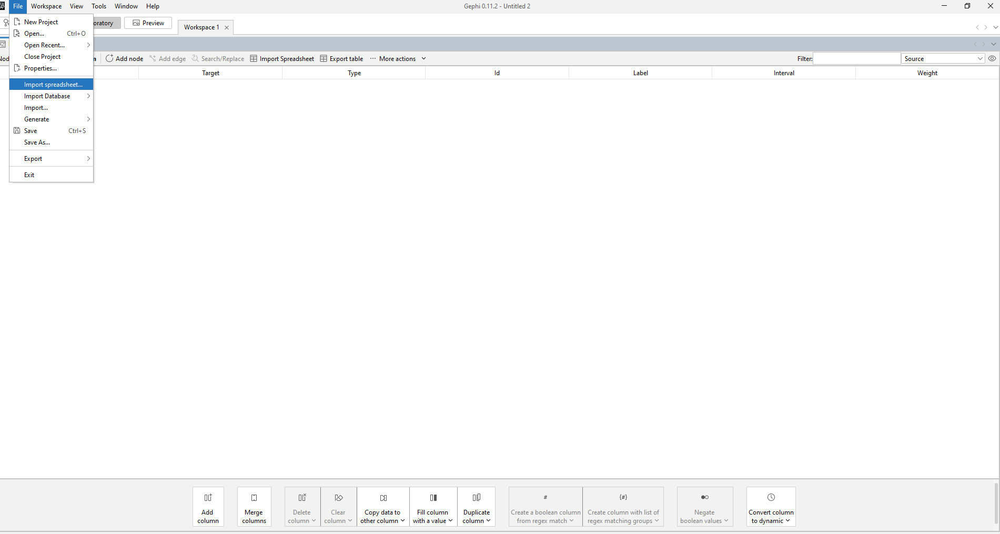 File Workspace View Tools Window Help Gephi 0.11.2 - Untitled 2
oratory Preview Workspace 1
New Project
Open... Ctrl+O
Open Recent...
Close Project
Properties...
Import spreadsheet...
Import Database
Import...
Generate
Save Ctrl+S
Save As...
Export
Exit
Nod n Add node Add edge Search/Replace Import Spreadsheet Export table More actions Filter: Source
Target Type Id Label Interval Weight
# {#}
Add column
Merge columns
Delete column
Clear column
Copy data to other column
Fill column with a value
Duplicate column
Create a boolean column from regex match
Create column with list of regex matching groups
Negate boolean values
Convert column to dynamic